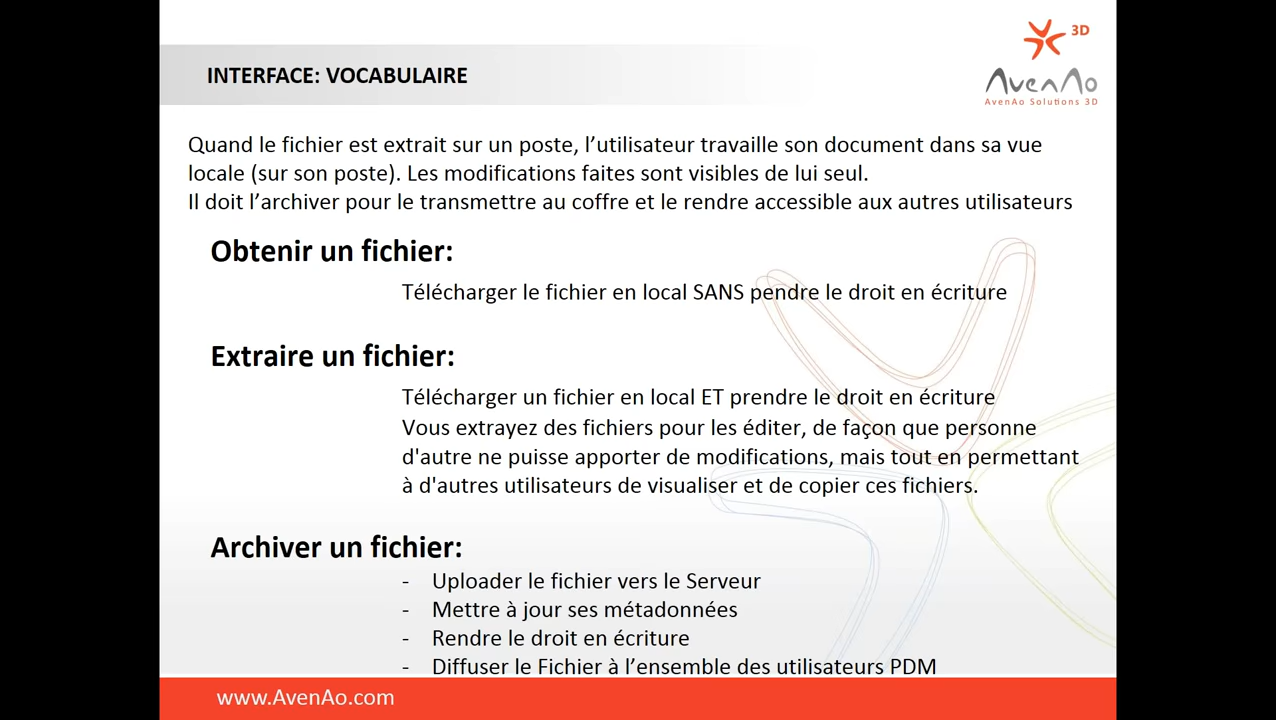 3D
AvenAo
AvenAo Solutions 3D
INTERFACE: VOCABULAIRE
Quand le fichier est extrait sur un poste, l’utilisateur travaille son document dans sa vue
locale (sur son poste). Les modifications faites sont visibles de lui seul.
Il doit l’archiver pour le transmettre au coffre et le rendre accessible aux autres utilisateurs
Obtenir un fichier:
Télécharger le fichier en local SANS pendre le droit en écriture
Extraire un fichier:
Télécharger un fichier en local ET prendre le droit en écriture
Vous extrayez des fichiers pour les éditer, de façon que personne
d'autre ne puisse apporter de modifications, mais tout en permettant
à d'autres utilisateurs de visualiser et de copier ces fichiers.
Archiver un fichier:
- Uploader le fichier vers le Serveur
- Mettre à jour ses métadonnées
- Rendre le droit en écriture
- Diffuser le Fichier à l’ensemble des utilisateurs PDM
www.AvenAo.com